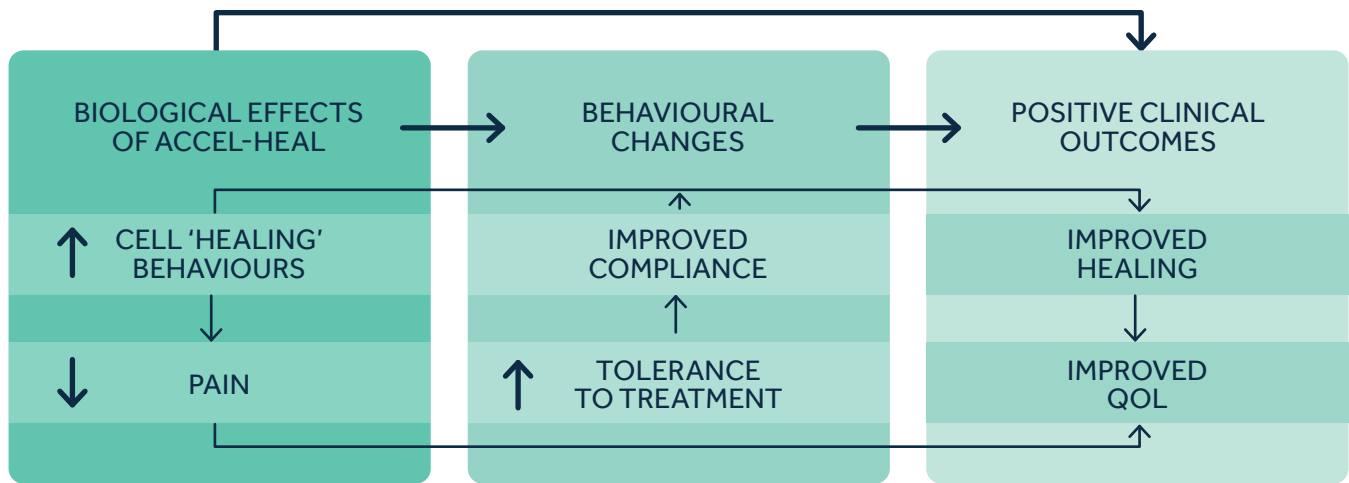 BIOLOGICAL EFFECTS
OF ACCEL-HEAL
BEHAVIOURAL
CHANGES
POSITIVE CLINICAL
OUTCOMES
CELL ‘HEALING’
BEHAVIOURS
IMPROVED
COMPLIANCE
IMPROVED
HEALING
PAIN
TOLERANCE
TO TREATMENT
IMPROVED
QOL